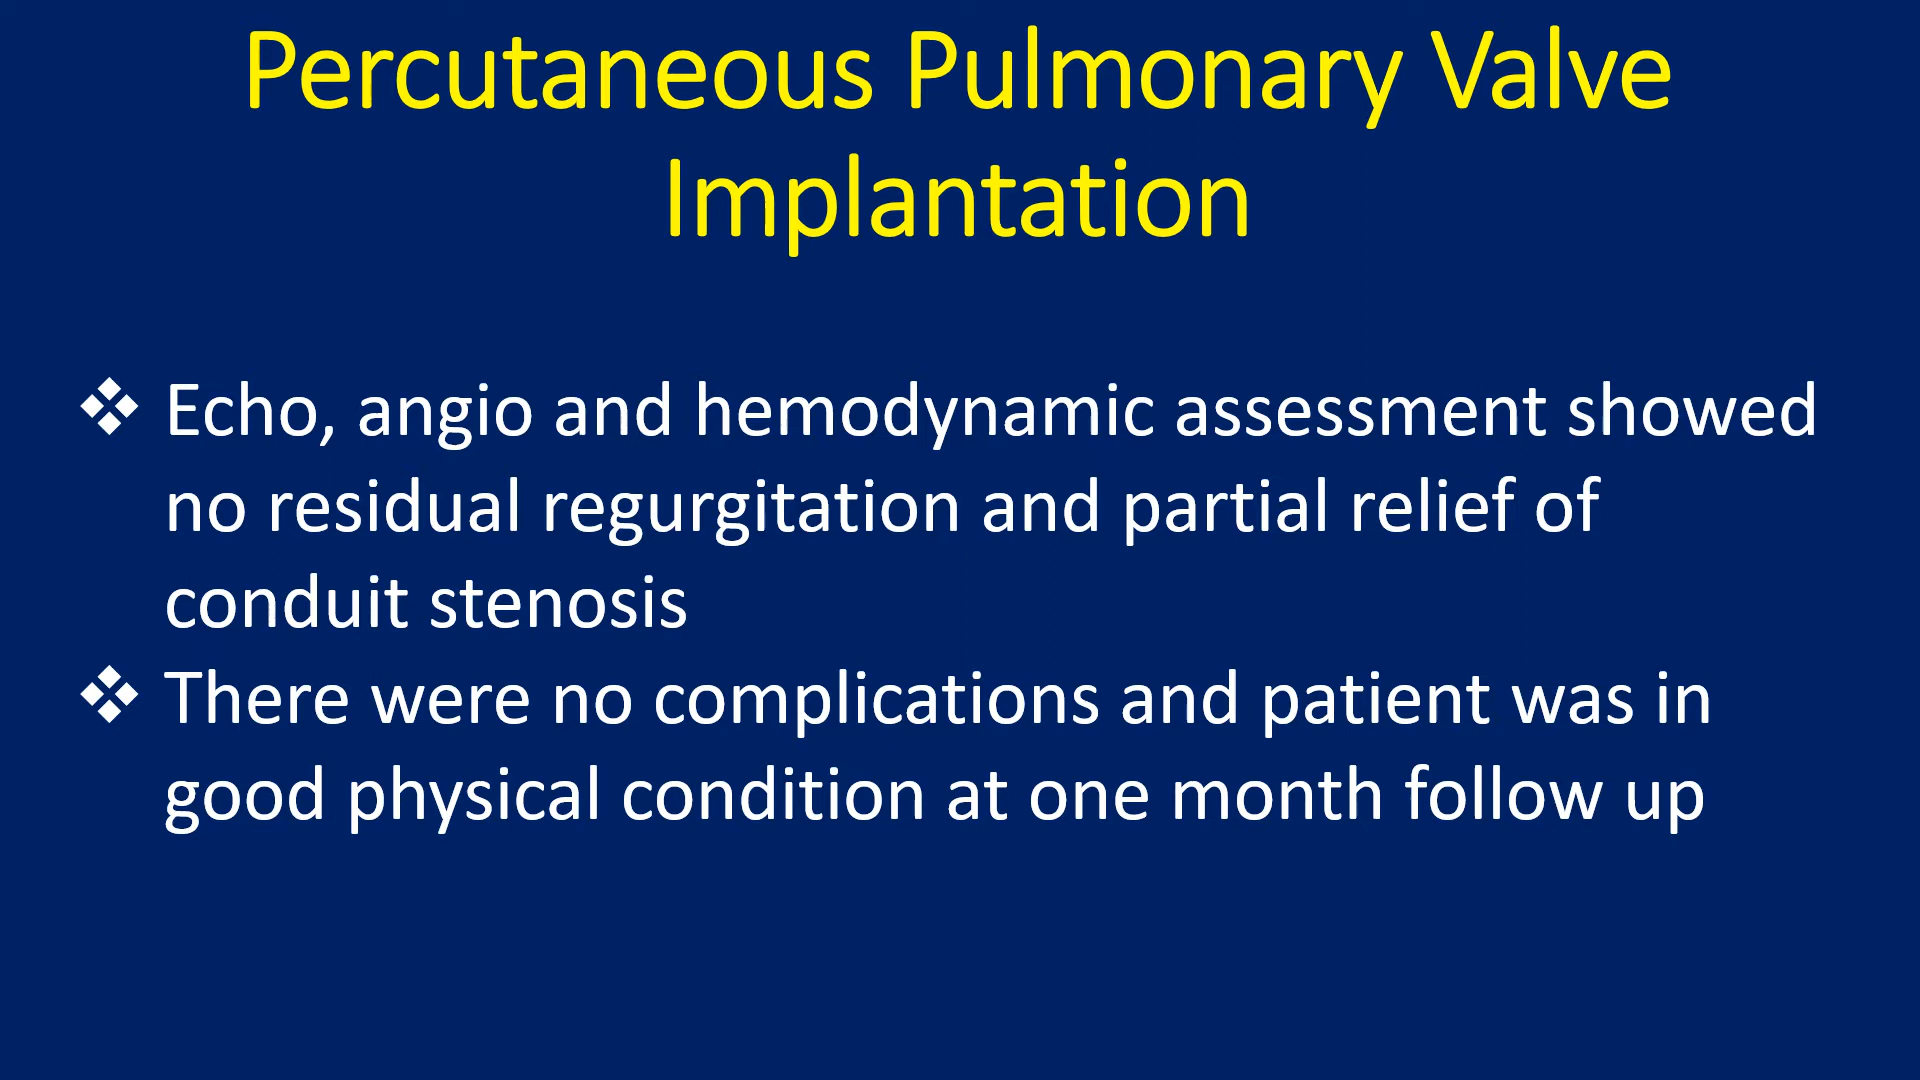 Percutaneous Pulmonary Valve
Implantation
❖ Echo, angio and hemodynamic assessment showed
no residual regurgitation and partial relief of
conduit stenosis
❖ There were no complications and patient was in
good physical condition at one month follow up